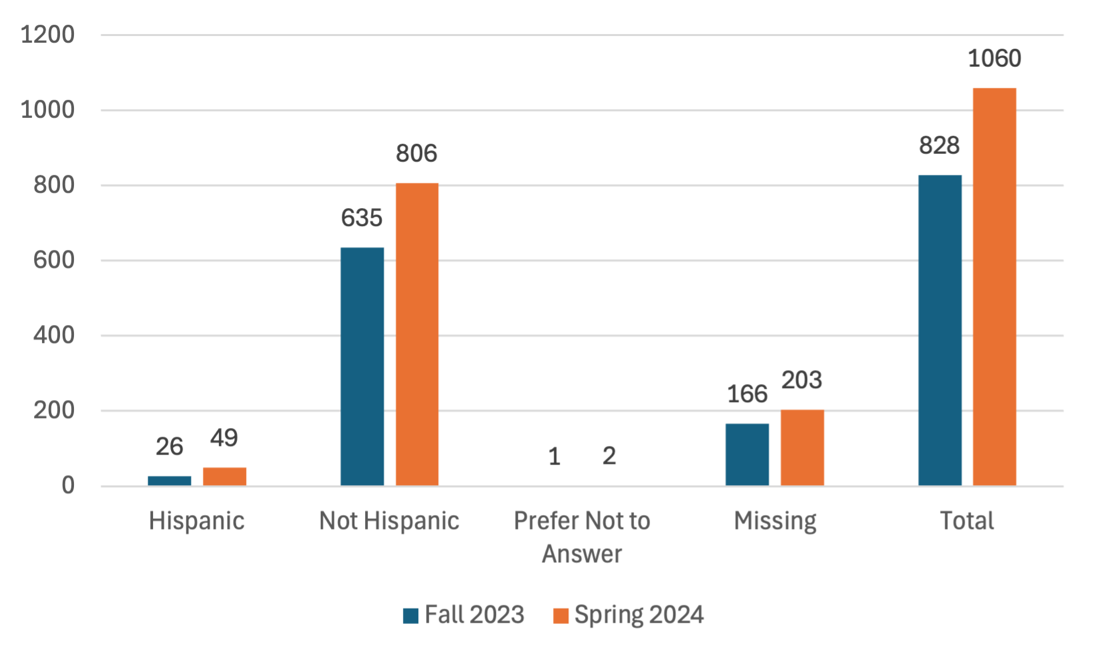 1200
1000
800
600
400
200
0
26
49
635
806
1
2
166
203
828
1060
Hispanic
Not Hispanic
Prefer Not to
Answer
Missing
Total
Fall 2023
Spring 2024